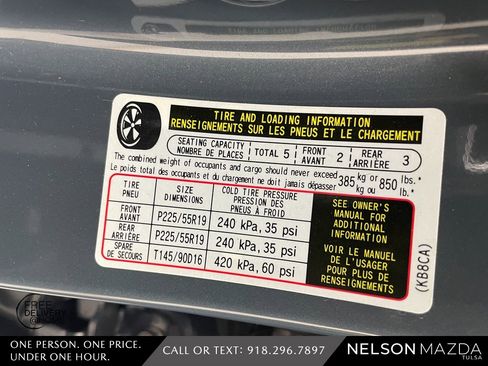 TIRE AND LOADING INFORMATION
RENSEIGNEMENTS SUR LES PNEUS ET LE CHARGEMENT
SEATING CAPACITY
NOMBRE DE PLACES
TOTAL 5
FRONT
AVANT 2
REAR
ARRIÈRE 3
The combined weight of occupants and cargo should never exceed 385 kg or 850 lbs.
Le poids total des occupants et du chargement ne doit jamais dépasser 385 kg ou 850 lb.
TIRE
PNEU
SIZE
DIMENSIONS
COLD TIRE PRESSURE
PRESSION DES
PNEUS À FROID
FRONT
AVANT
P225/55R19
240 kPa, 35 psi
REAR
ARRIÈRE
P225/55R19
240 kPa, 35 psi
SPARE
DE SECOURS
T145/90D16
420 kPa, 60 psi
SEE OWNER'S
MANUAL FOR
ADDITIONAL
INFORMATION
VOIR LE MANUEL
DE L'USAGER
POUR PLUS DE
RENSEIGNEMENTS
(KB8CA)
FREE
DELIVERY
ONE PERSON. ONE PRICE.
UNDER ONE HOUR.
CALL OR TEXT: 918.296.7897
NELSON MAZDA
TULSA